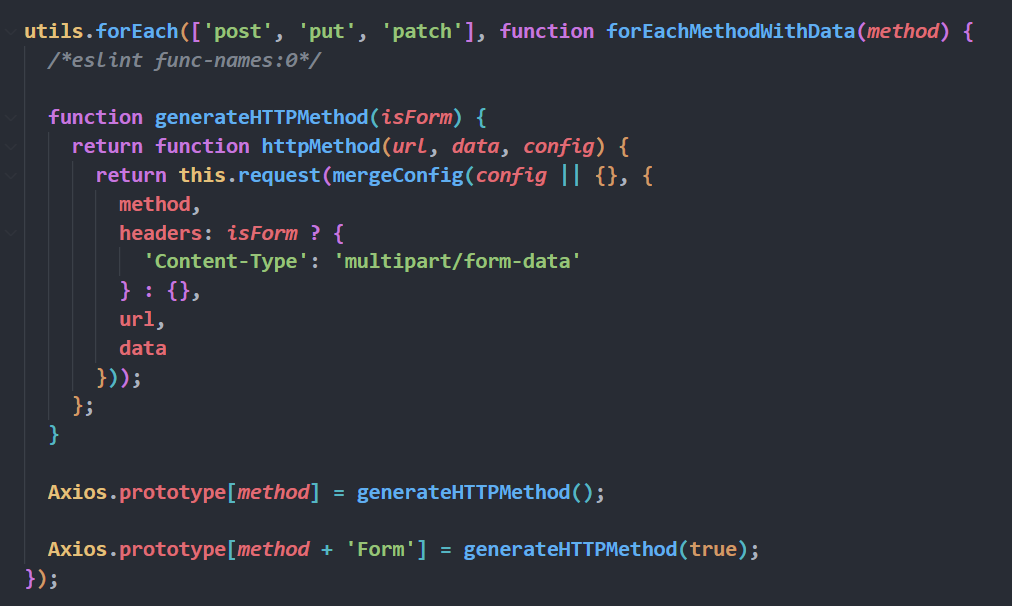 utils.forEach(['post', 'put', 'patch'], function forEachMethodWithData(method) {
  /*eslint func-names:0*/

  function generateHTTPMethod(isForm) {
    return function httpMethod(url, data, config) {
      return this.request(mergeConfig(config || {}, {
        method,
        headers: isForm ? {
          'Content-Type': 'multipart/form-data'
        } : {},
        url,
        data
      }));
    };
  }

  Axios.prototype[method] = generateHTTPMethod();

  Axios.prototype[method + 'Form'] = generateHTTPMethod(true);
});